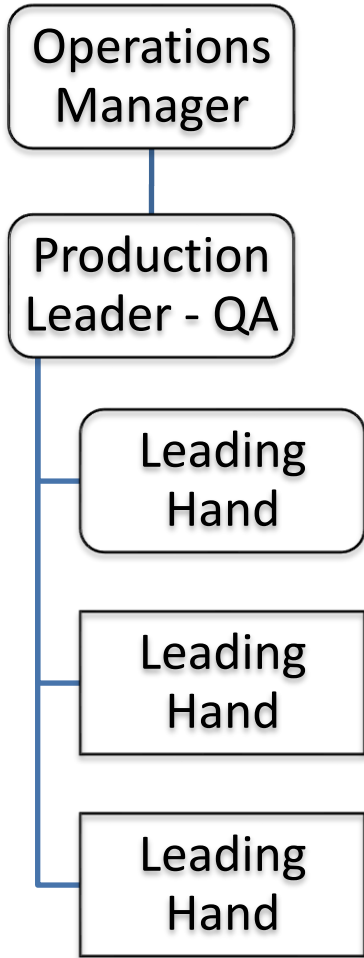 Operations
Manager
Production
Leader - QA
Leading
Hand
Leading
Hand
Leading
Hand